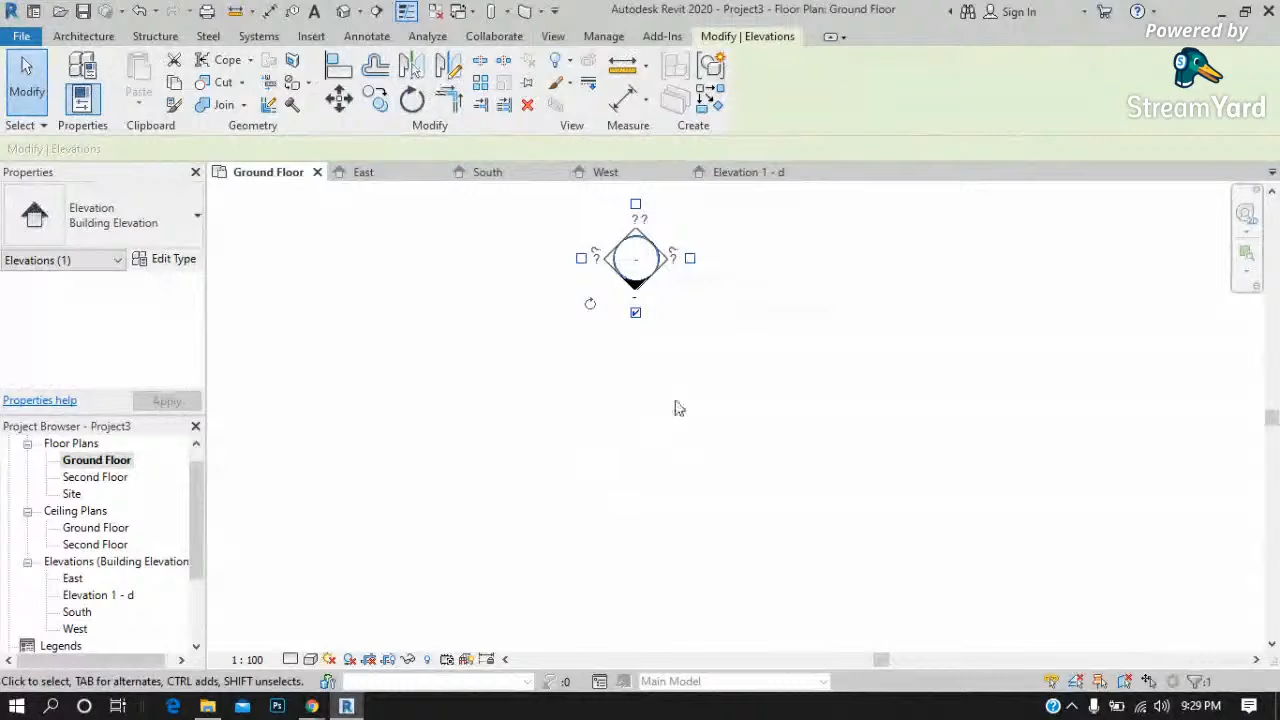 Autodesk Revit 2020 - Project3 - Floor Plan: Ground Floor
Sign In
File Architecture Structure Steel Systems Insert Annotate Analyze Collaborate View Manage Add-Ins Modify | Elevations
Powered by
StreamYard
Modify
Paste
Cope
Cut
Join
Select Properties Clipboard Geometry Modify View Measure Create
Modify | Elevations
Properties
Ground Floor East South West Elevation 1 - d
Elevation
Building Elevation
Elevations (1)
Edit Type
? ?
?
?
-
-
Properties help
Apply
Project Browser - Project3
Floor Plans
Ground Floor
Second Floor
Site
Ceiling Plans
Ground Floor
Second Floor
Elevations (Building Elevation
East
Elevation 1 - d
South
West
Legends
1 : 100
Click to select, TAB for alternates, CTRL adds, SHIFT unselects.
:0
Main Model
:1
9:29 PM